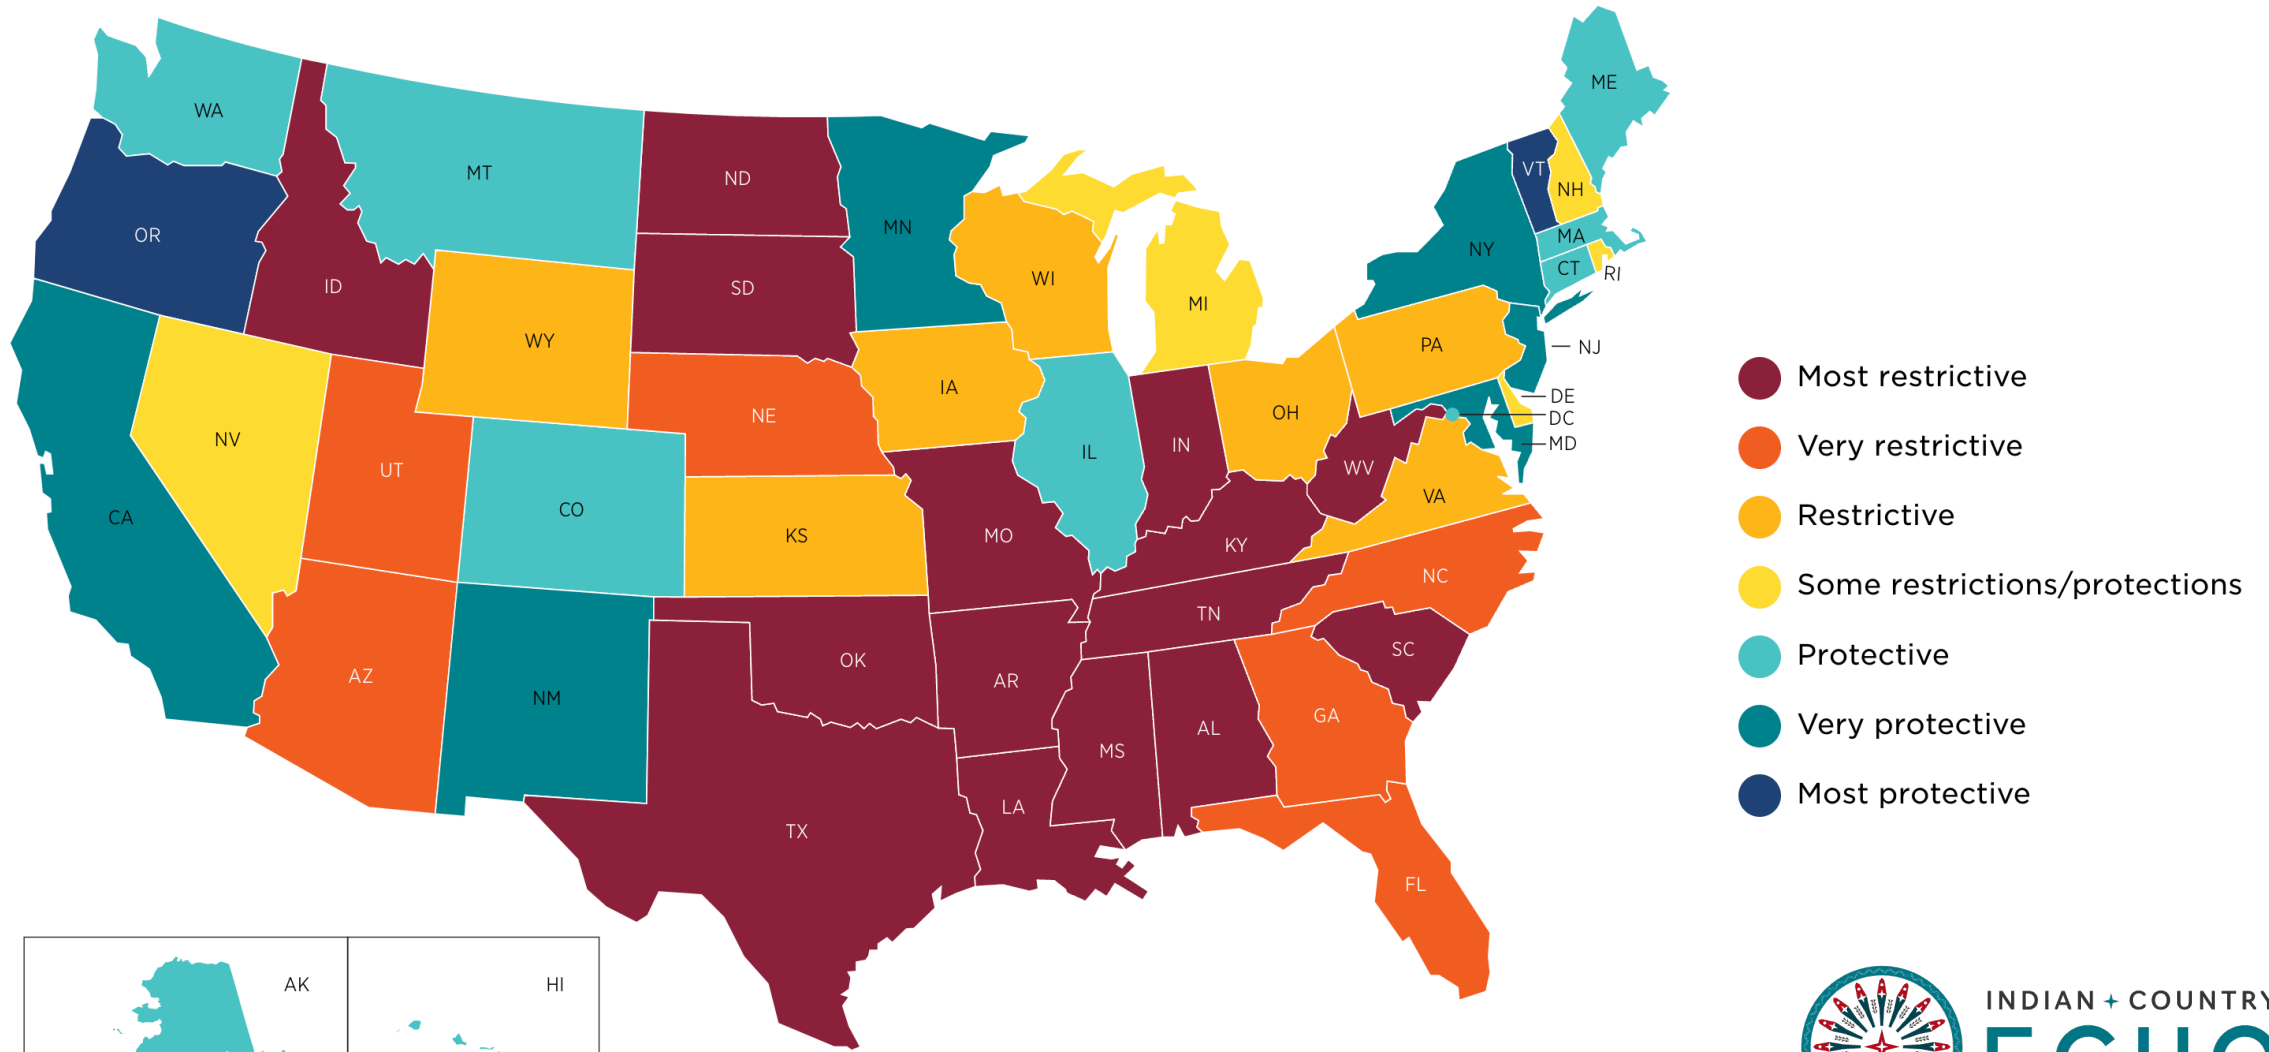 ME
WA
VT
MT
ND
NH
MN
OR
MA
NY
CT
RI
WI
ID
SD
MI
WY
PA
NJ
IA
Most restrictive
DE
NE
OH
DC
NV
MD
IN
Very restrictive
IL
UT
WV
VA
CO
CA
Restrictive
KS
MO
KY
NC
Some restrictions/protections
TN
SC
Protective
OK
AZ
AR
NM
GA
Very protective
AL
MS
Most protective
LA
TX
FL
AK
HI
INDIAN COUNTRY
ECHO